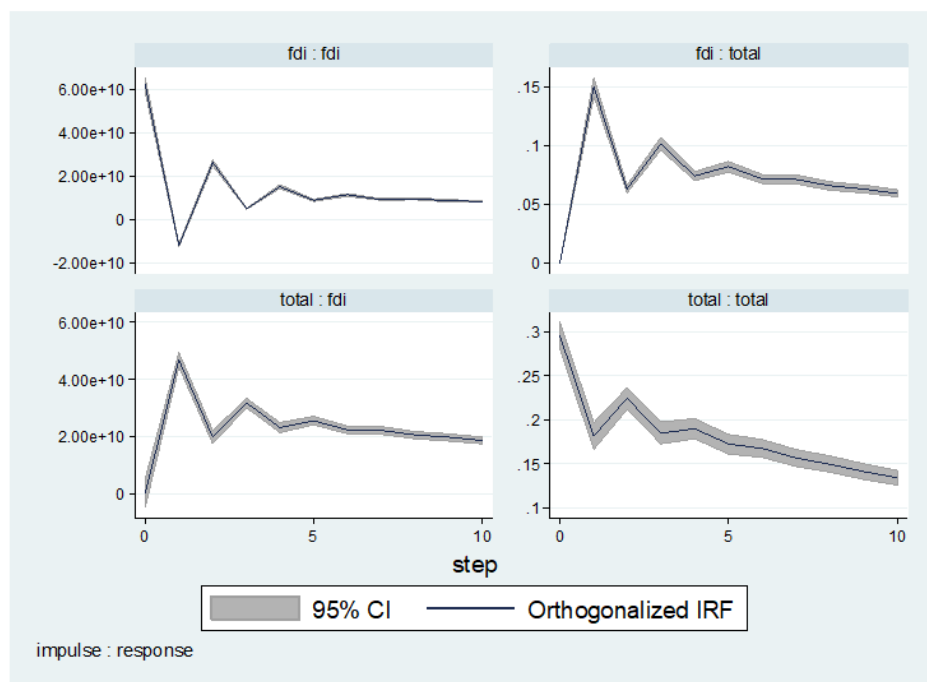 fdi : fdi
fdi : total
6.00e+10
4.00e+10
2.00e+10
0
-2.00e+10
.15
.1
.05
0
total : fdi
total : total
6.00e+10
4.00e+10
2.00e+10
0
.3
.25
.2
.15
.1
0 5 10
0 5 10
step
95% CI Orthogonalized IRF
impulse : response